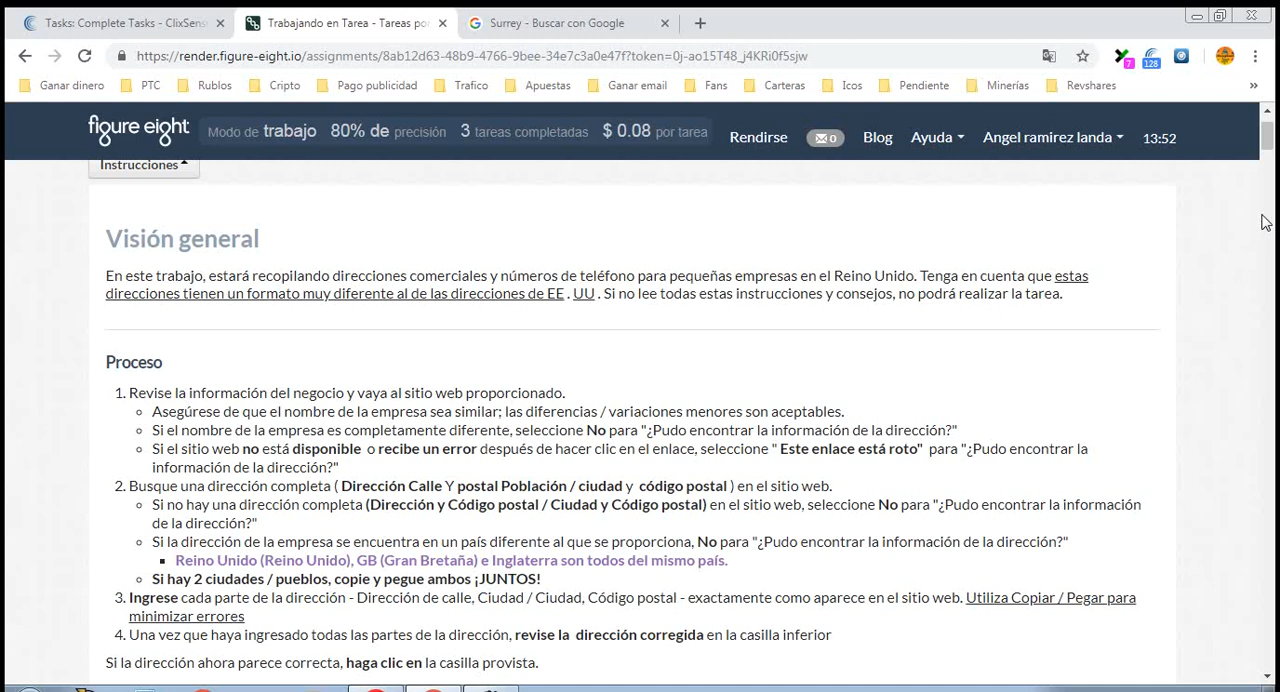 Tasks: Complete Tasks - ClixSens
Trabajando en Tarea - Tareas por
Surrey - Buscar con Google
https://render.figure-eight.io/assignments/8ab12d63-48b9-4766-9bee-34e7c3a0e47f?token=0j-ao15T48_j4KRi0f5sjw
7
128
Ganar dinero PTC Rublos Cripto Pago publicidad Trafico Apuestas Ganar email Fans Carteras Icos Pendiente Minerías Revshares »
figure eight Modo de trabajo 80% de precisión 3 tareas completadas $ 0.08 por tarea Rendirse 0 Blog Ayuda Angel ramirez landa 13:52
Instrucciones
Visión general
En este trabajo, estará recopilando direcciones comerciales y números de teléfono para pequeñas empresas en el Reino Unido. Tenga en cuenta que estas
direcciones tienen un formato muy diferente al de las direcciones de EE . UU . Si no lee todas estas instrucciones y consejos, no podrá realizar la tarea.
Proceso
1. Revise la información del negocio y vaya al sitio web proporcionado.
Asegúrese de que el nombre de la empresa sea similar; las diferencias / variaciones menores son aceptables.
Si el nombre de la empresa es completamente diferente, seleccione No para "¿Pudo encontrar la información de la dirección?"
Si el sitio web no está disponible o recibe un error después de hacer clic en el enlace, seleccione " Este enlace está roto" para "¿Pudo encontrar la
información de la dirección?"
2. Busque una dirección completa ( Dirección Calle Y postal Población / ciudad y código postal ) en el sitio web.
Si no hay una dirección completa (Dirección y Código postal / Ciudad y Código postal) en el sitio web, seleccione No para "¿Pudo encontrar la información
de la dirección?"
Si la dirección de la empresa se encuentra en un país diferente al que se proporciona, No para "¿Pudo encontrar la información de la dirección?"
Reino Unido (Reino Unido), GB (Gran Bretaña) e Inglaterra son todos del mismo país.
Si hay 2 ciudades / pueblos, copie y pegue ambos ¡JUNTOS!
3. Ingrese cada parte de la dirección - Dirección de calle, Ciudad / Ciudad, Código postal - exactamente como aparece en el sitio web. Utiliza Copiar / Pegar para
minimizar errores
4. Una vez que haya ingresado todas las partes de la dirección, revise la dirección corregida en la casilla inferior
Si la dirección ahora parece correcta, haga clic en la casilla provista.